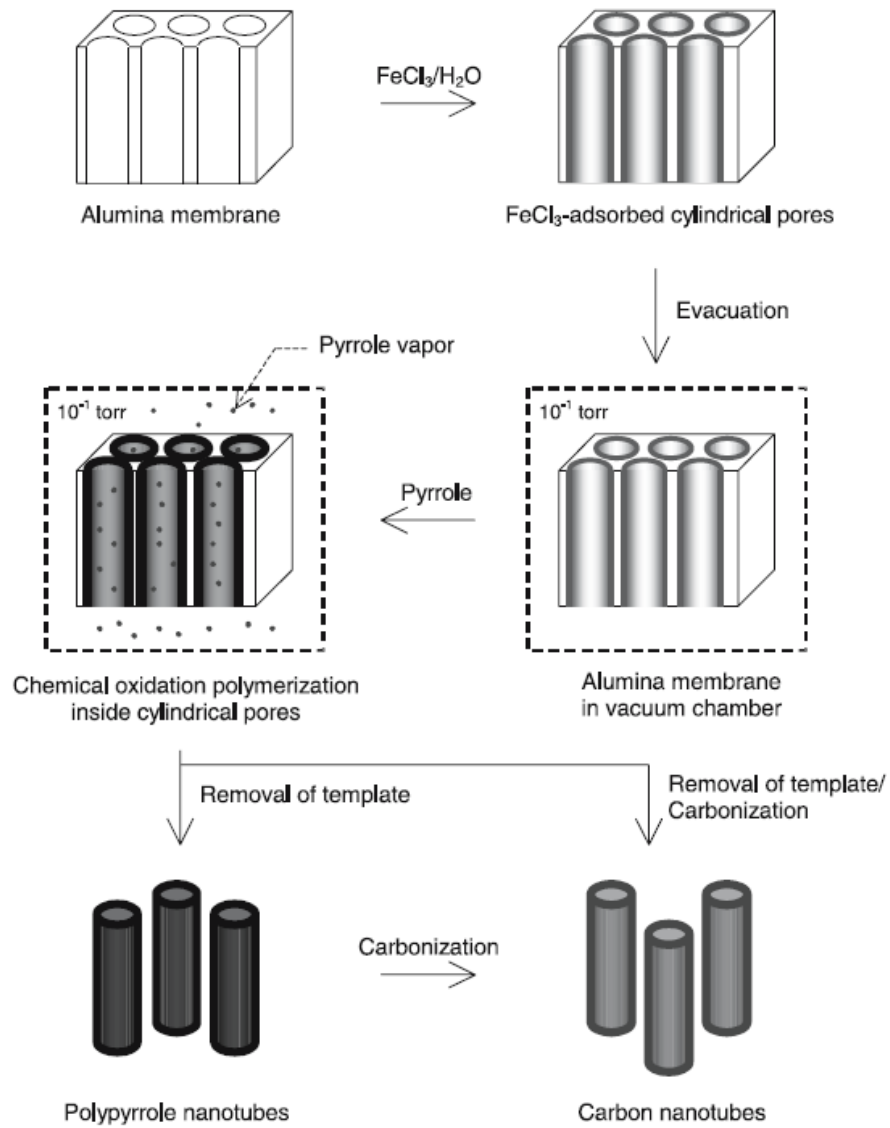 FeCl₃/H₂O
Alumina membrane
FeCl₃-adsorbed cylindrical pores
Evacuation
Pyrrole vapor
10⁻¹ torr
10⁻¹ torr
Pyrrole
Chemical oxidation polymerization
inside cylindrical pores
Alumina membrane
in vacuum chamber
Removal of template
Removal of template/
Carbonization
Carbonization
Polypyrrole nanotubes
Carbon nanotubes